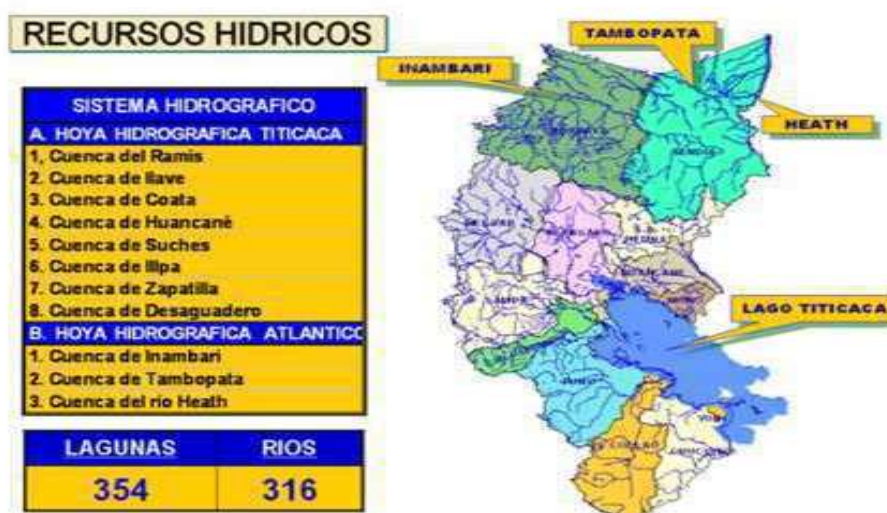 RECURSOS HIDRICOS
SISTEMA HIDROGRAFICO
A. HOYA HIDROGRAFICA TITICACA
1, Cuenca del Ramis
2. Cuenca de Ilave
3. Cuenca de Coata
4. Cuenca de Huancanè
5. Cuenca de Suches
6. Cuenca de Illpa
7. Cuenca de Zapatilla
8. Cuenca de Desaguadero
B. HOYA HIDROGRAFICA ATLANTICO
1. Cuenca de Inambari
2. Cuenca de Tambopata
3. Cuenca del rio Heath
LAGUNAS RIOS
354 316
TAMBOPATA
INAMBARI
HEATH
LAGO TITICACA
LAMPA
PUNO